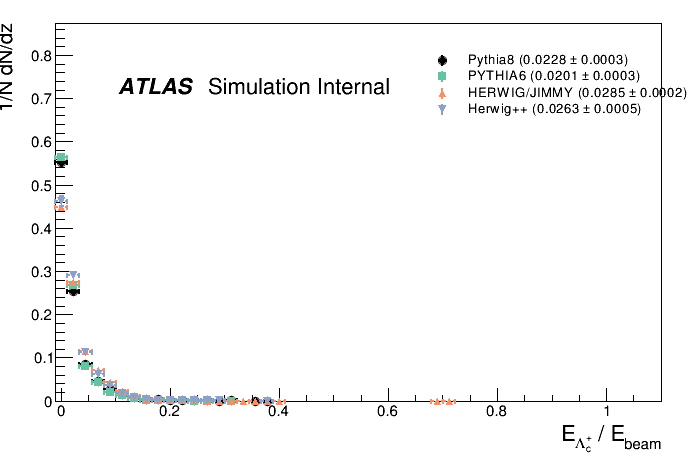 1/N dN/dz
ATLAS Simulation Internal
Pythia8 (0.0228 ± 0.0003)
PYTHIA6 (0.0201 ± 0.0003)
HERWIG/JIMMY (0.0285 ± 0.0002)
Herwig++ (0.0263 ± 0.0005)
0.8
0.7
0.6
0.5
0.4
0.3
0.2
0.1
0
0 0.2 0.4 0.6 0.8 1
E_{Λ_c^+} / E_{beam}